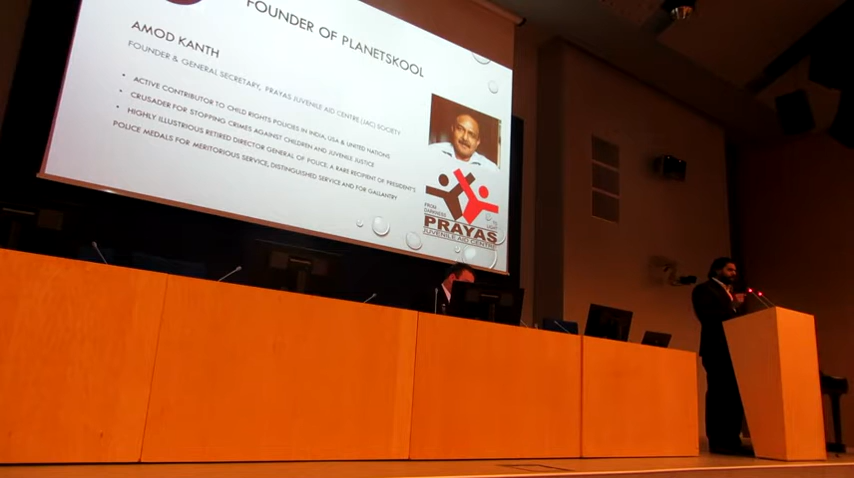 FOUNDER OF PLANETSKOOL
AMOD KANTH
FOUNDER & GENERAL SECRETARY, PRAYAS JUVENILE AID CENTRE (JAC) SOCIETY
• ACTIVE CONTRIBUTOR TO CHILD RIGHTS POLICIES IN INDIA, USA & UNITED NATIONS
• CRUSADER FOR STOPPING CRIMES AGAINST CHILDREN AND JUVENILE JUSTICE
• HIGHLY ILLUSTRIOUS RETIRED DIRECTOR GENERAL OF POLICE, A RARE RECIPIENT OF PRESIDENT'S
POLICE MEDALS FOR MERITORIOUS SERVICE, DISTINGUISHED SERVICE AND FOR GALLANTRY
FROM
DARKNESS
PRAYAS
JUVENILE AID CENTRE